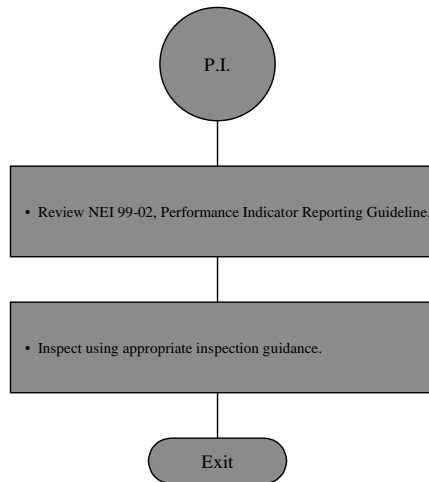 P.I.
• Review NEI 99-02, Performance Indicator Reporting Guideline.
• Inspect using appropriate inspection guidance.
Exit